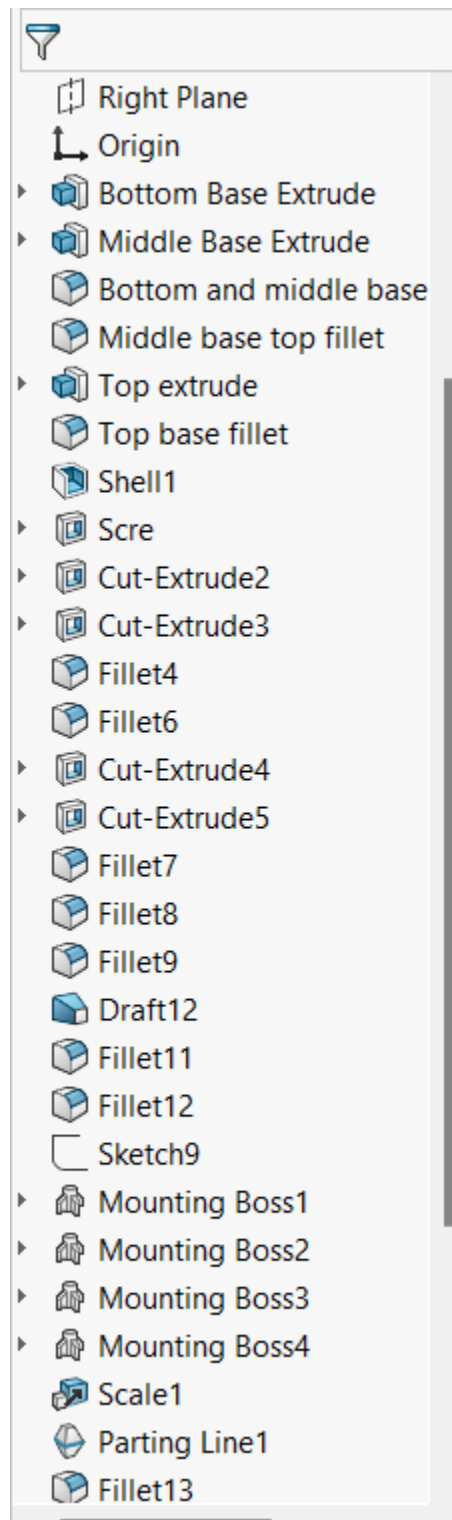 Right Plane
Origin
Bottom Base Extrude
Middle Base Extrude
Bottom and middle base
Middle base top fillet
Top extrude
Top base fillet
Shell1
Scre
Cut-Extrude2
Cut-Extrude3
Fillet4
Fillet6
Cut-Extrude4
Cut-Extrude5
Fillet7
Fillet8
Fillet9
Draft12
Fillet11
Fillet12
Sketch9
Mounting Boss1
Mounting Boss2
Mounting Boss3
Mounting Boss4
Scale1
Parting Line1
Fillet13